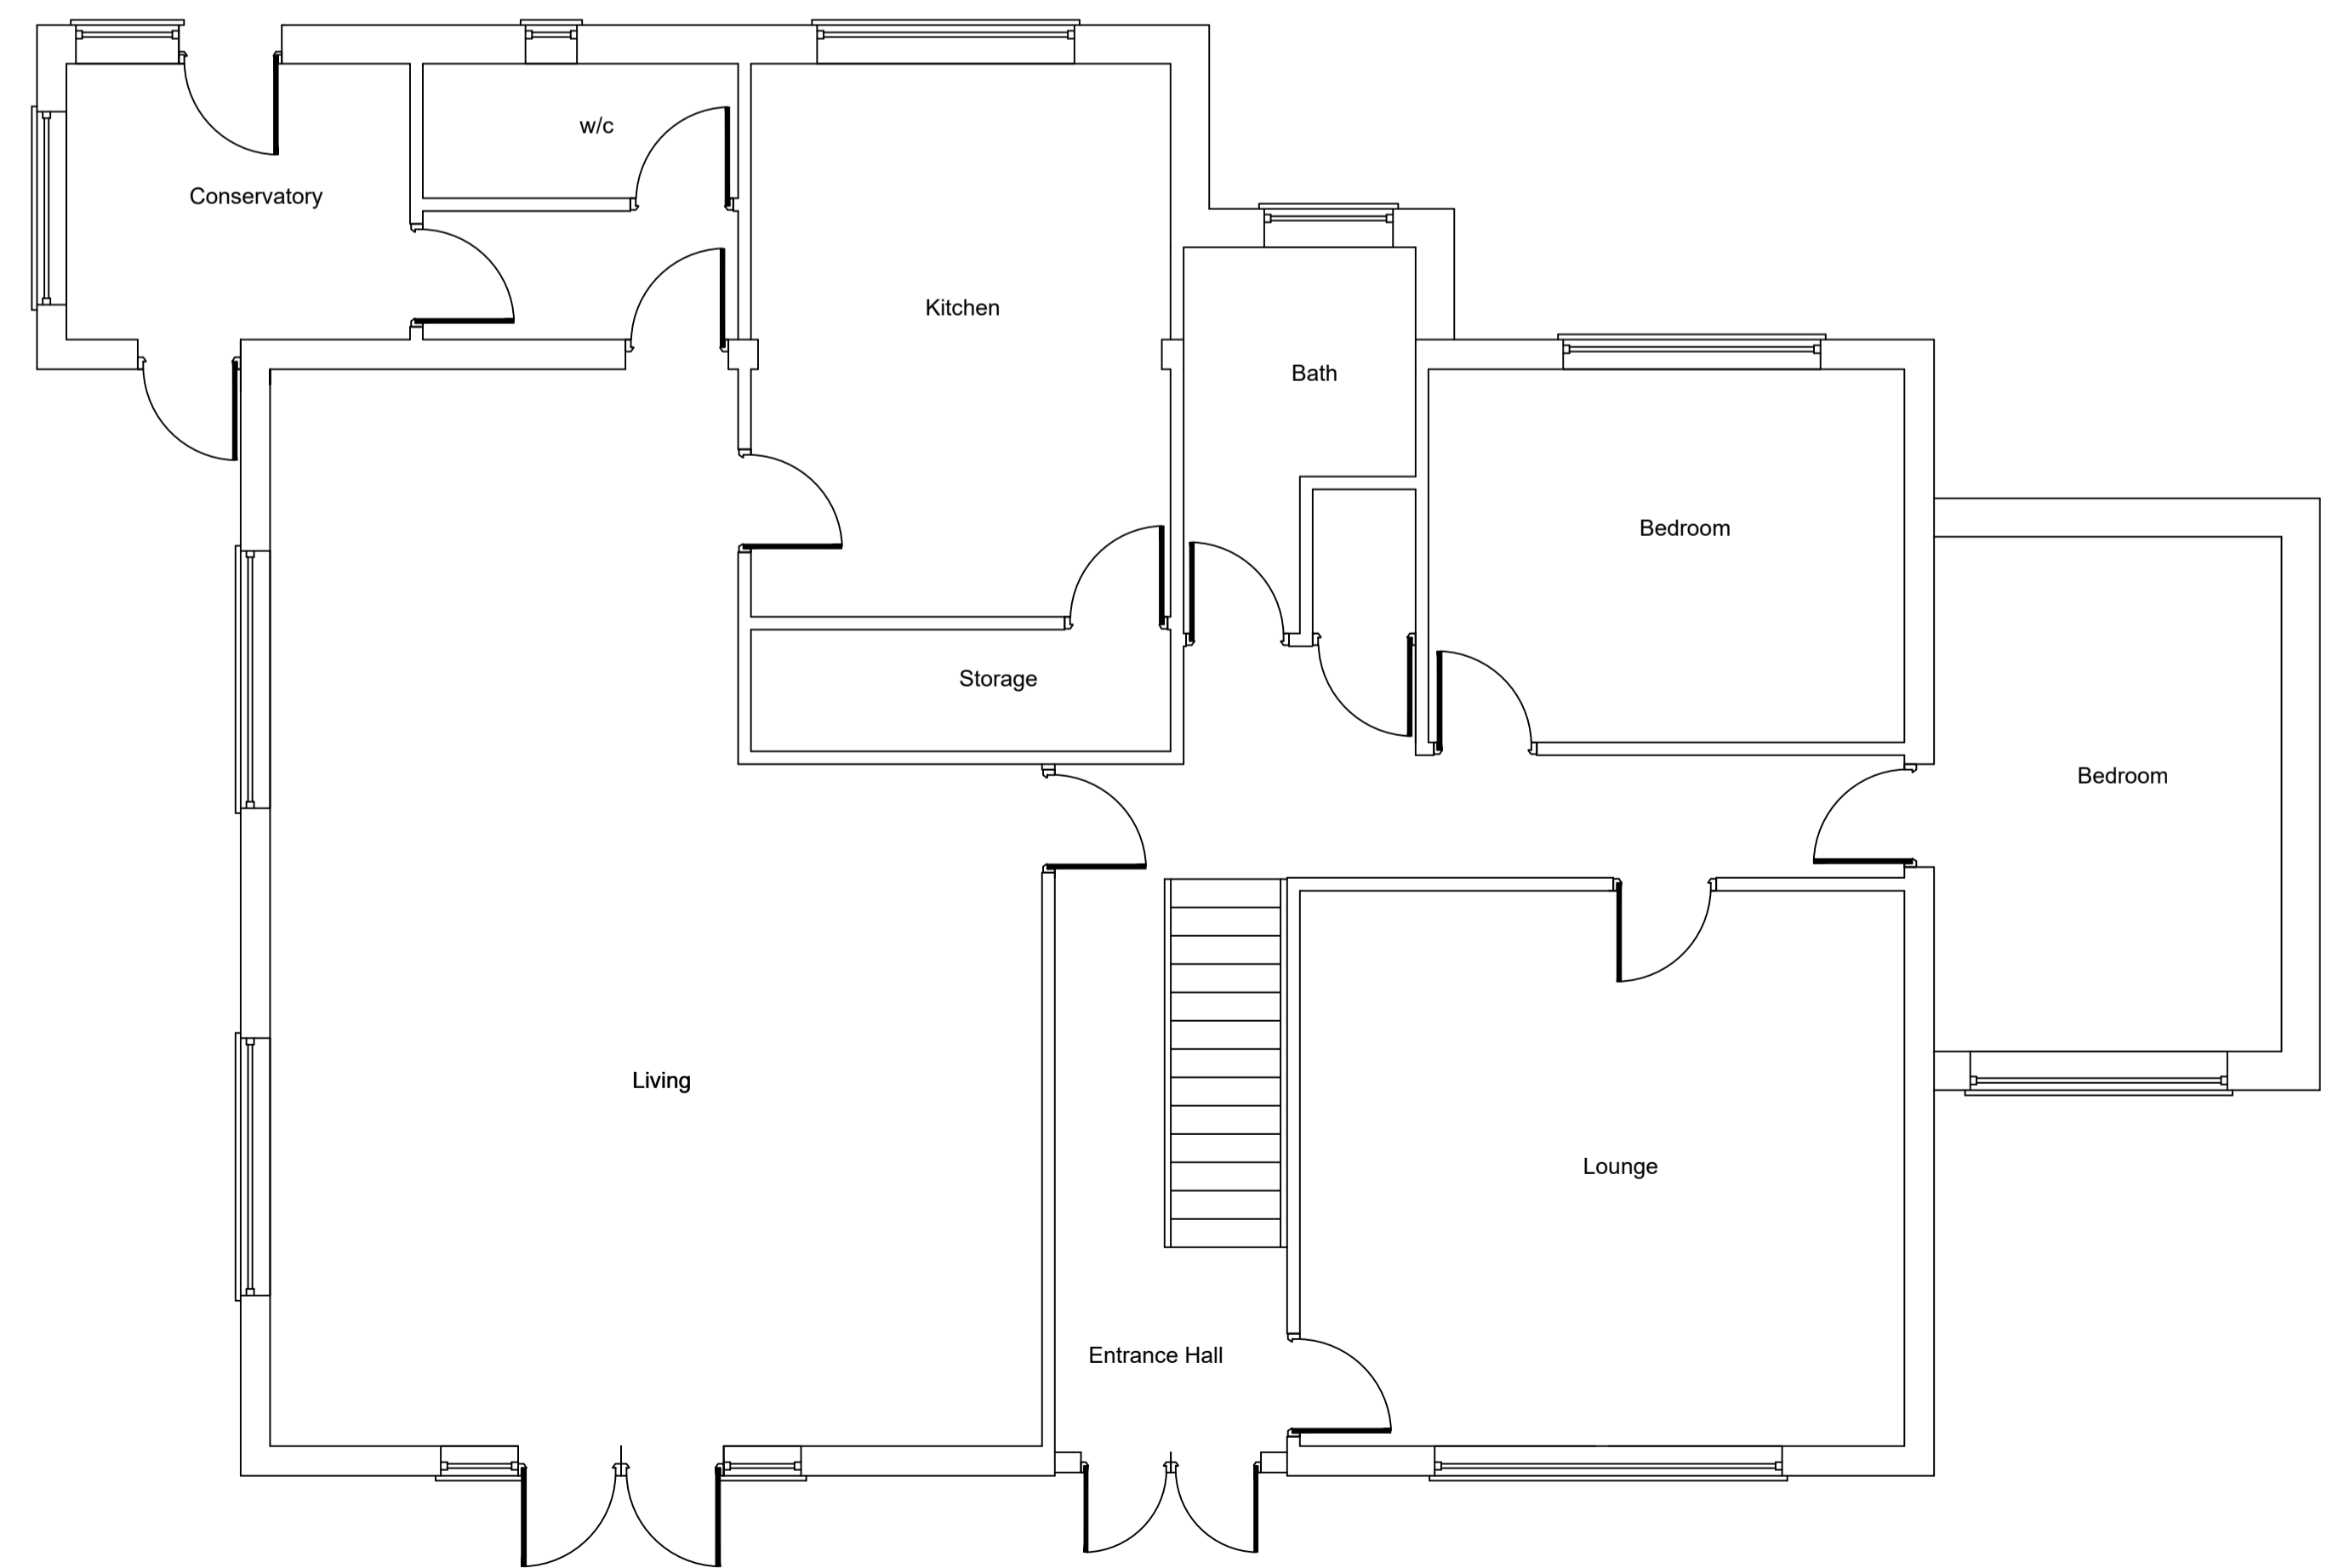 w/c
Conservatory
Kitchen
Bath
Bedroom
Storage
Bedroom
Living
Lounge
Entrance Hall